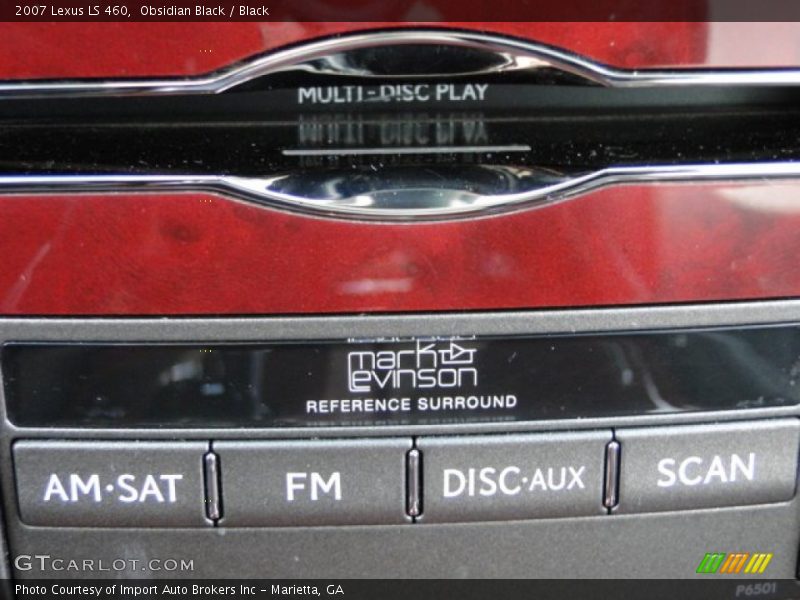 2007 Lexus LS 460, Obsidian Black / Black
MULTI-DISC PLAY
mark
Levinson
REFERENCE SURROUND
AM·SAT FM DISC·AUX SCAN
GTCARLOT.COM
P6501
Photo Courtesy of Import Auto Brokers Inc – Marietta, GA